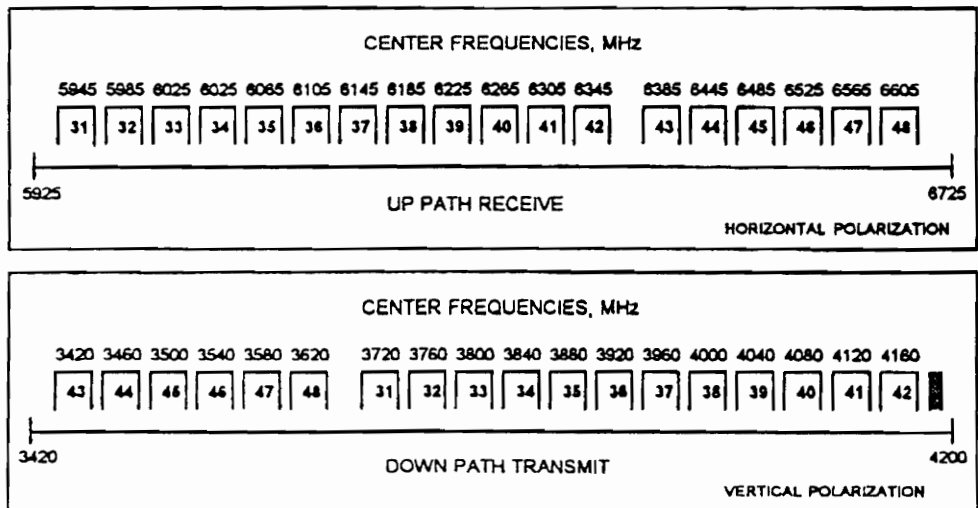 CENTER FREQUENCIES, MHz
5945 5985 6025 6025 6065 6105 6145 6185 6225 6265 6305 6345 6385 6445 6485 6525 6565 6605
31 32 33 34 35 36 37 38 39 40 41 42 43 44 45 46 47 48
5925 6725
UP PATH RECEIVE
HORIZONTAL POLARIZATION
CENTER FREQUENCIES, MHz
3420 3460 3500 3540 3580 3620 3720 3760 3800 3840 3880 3920 3960 4000 4040 4080 4120 4160
43 44 45 46 47 48 31 32 33 34 35 36 37 38 39 40 41 42
3420 4200
DOWN PATH TRANSMIT
VERTICAL POLARIZATION